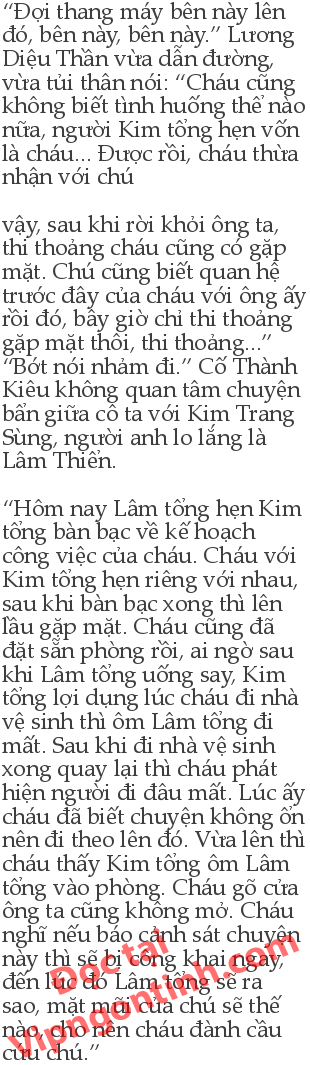 “Đợi thang máy bên này lên
đó, bên này, bên này.” Lương
Diệu Thần vừa dẫn đường,
vừa tủi thân nói: “Cháu cũng
không biết tình huống thế nào
nữa, người Kim tổng hẹn vốn
là cháu... Được rồi, cháu thừa
nhận với chú
vậy, sau khi rời khỏi ông ta,
thi thoảng cháu cũng có gặp
mặt. Chú cũng biết quan hệ
trước đây của cháu với ông ấy
rồi đó, bây giờ chỉ thi thoảng
gặp mặt thôi, thi thoảng...”
“Bớt nói nhảm đi.” Cố Thành
Kiêu không quan tâm chuyện
bẩn giữa cô ta với Kim Trang
Sùng, người anh lo lắng là
Lâm Thiển.
“Hôm nay Lâm tổng hẹn Kim
tổng bàn bạc về kế hoạch
công việc của cháu. Cháu với
Kim tổng hẹn riêng với nhau,
sau khi bàn bạc xong thì lên
lầu gặp mặt. Cháu cũng đã
đặt sẵn phòng rồi, ai ngờ sau
khi Lâm tổng uống say, Kim
tổng lợi dụng lúc cháu đi nhà
vệ sinh thì ôm Lâm tổng đi
mất. Sau khi đi nhà vệ sinh
xong quay lại thì cháu phát
hiện người đi đâu mất. Lúc ấy
cháu đã biết chuyện không ổn
nên đi theo lên đó. Vừa lên thì
cháu thấy Kim tổng ôm Lâm
tổng vào phòng. Cháu gõ cửa
ông ta cũng không mở. Cháu
nghĩ nếu báo cảnh sát chuyện
này thì sẽ bị công khai ngay,
đến lúc đó Lâm tổng sẽ ra
sao, mặt mũi của chú sẽ thế
nào, cho nên cháu đành cầu
cứu chú.”
Đọc tại
Vipngontinh.com